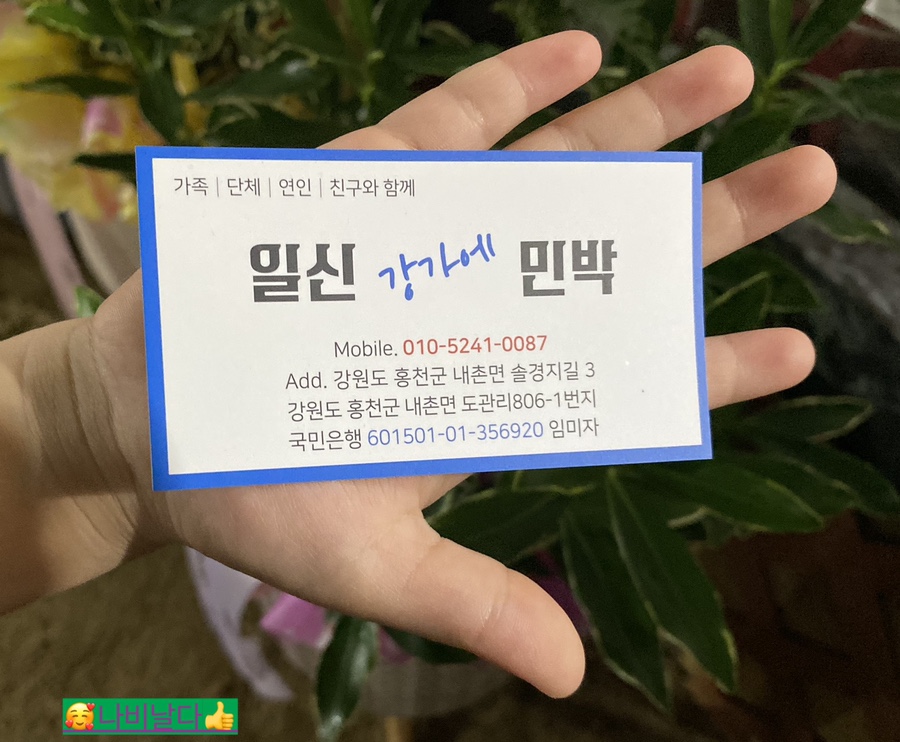 가족 | 단체 | 연인 | 친구와 함께
일신 강가에 민박
Mobile. 010-5241-0087
Add. 강원도 홍천군 내촌면 솔경지길 3
강원도 홍천군 내촌면 도관리806-1번지
국민은행 601501-01-356920 임미자
🥰나비날다👍